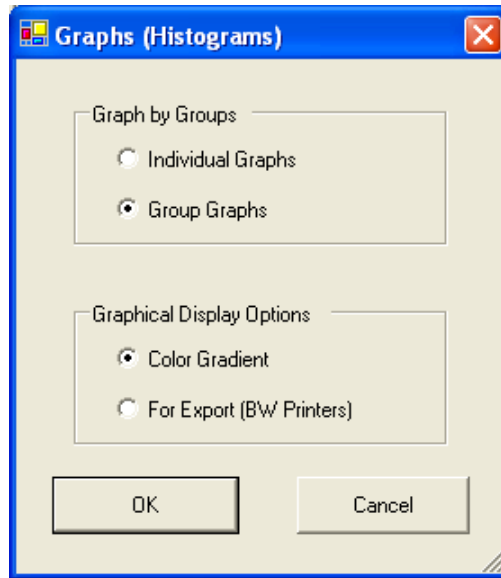 Graphs (Histograms)
Graph by Groups
Individual Graphs
Group Graphs
Graphical Display Options
Color Gradient
For Export (BW Printers)
OK
Cancel